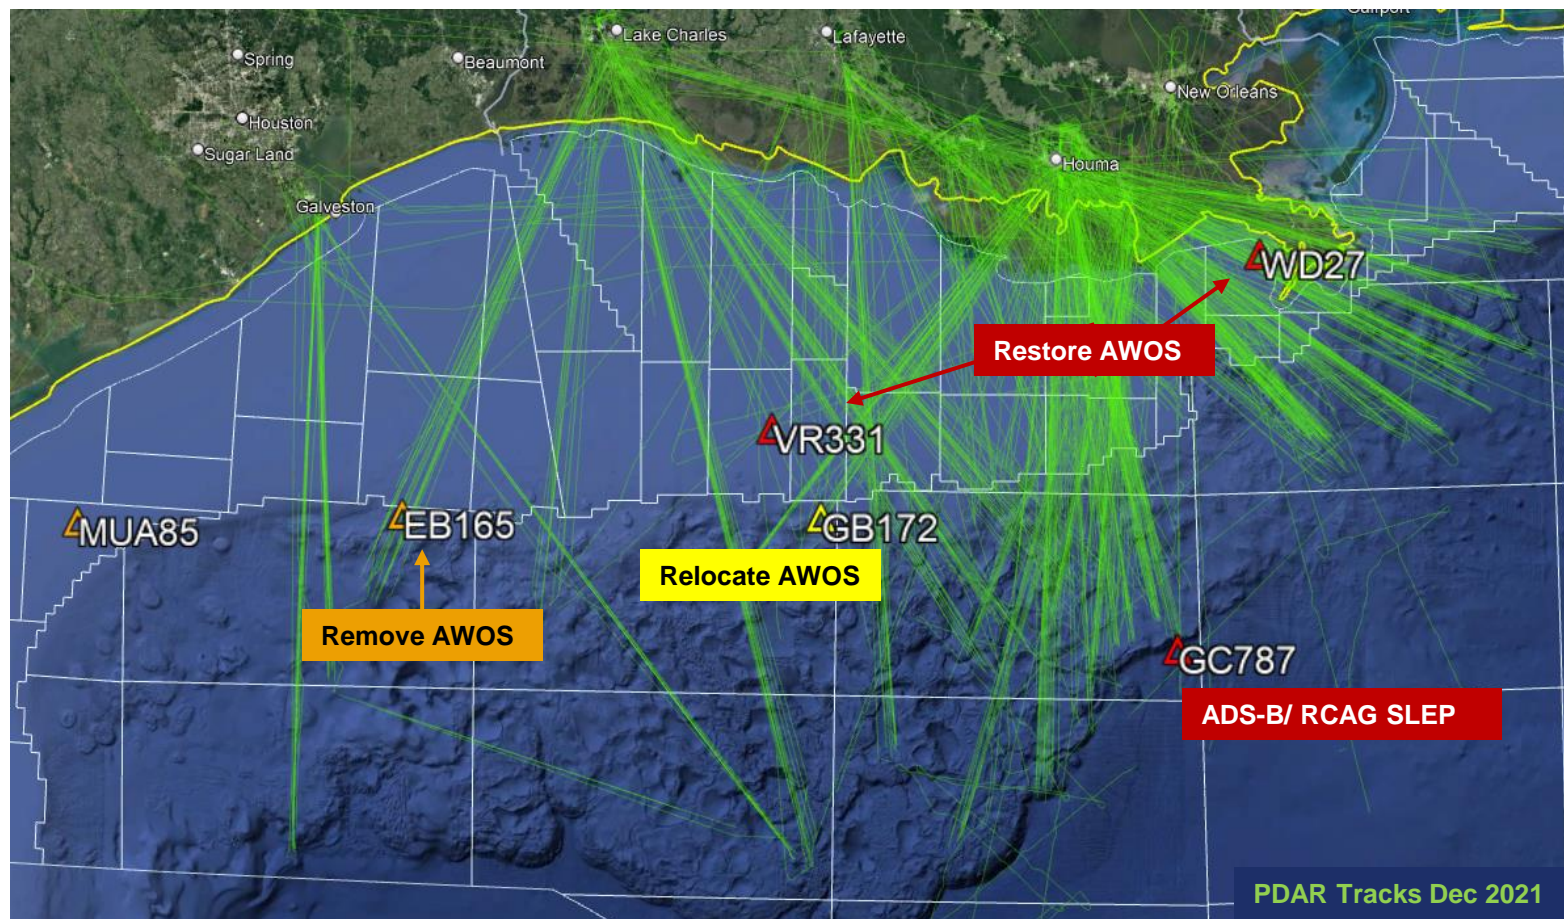 Gulfport
Lake Charles
Lafayette
Spring
Beaumont
New Orleans
Houston
Sugar Land
Houma
Galveston
WD27
Restore AWOS
VR331
MUA85
EB165
GB172
Relocate AWOS
Remove AWOS
GC787
ADS-B/ RCAG SLEP
PDAR Tracks Dec 2021